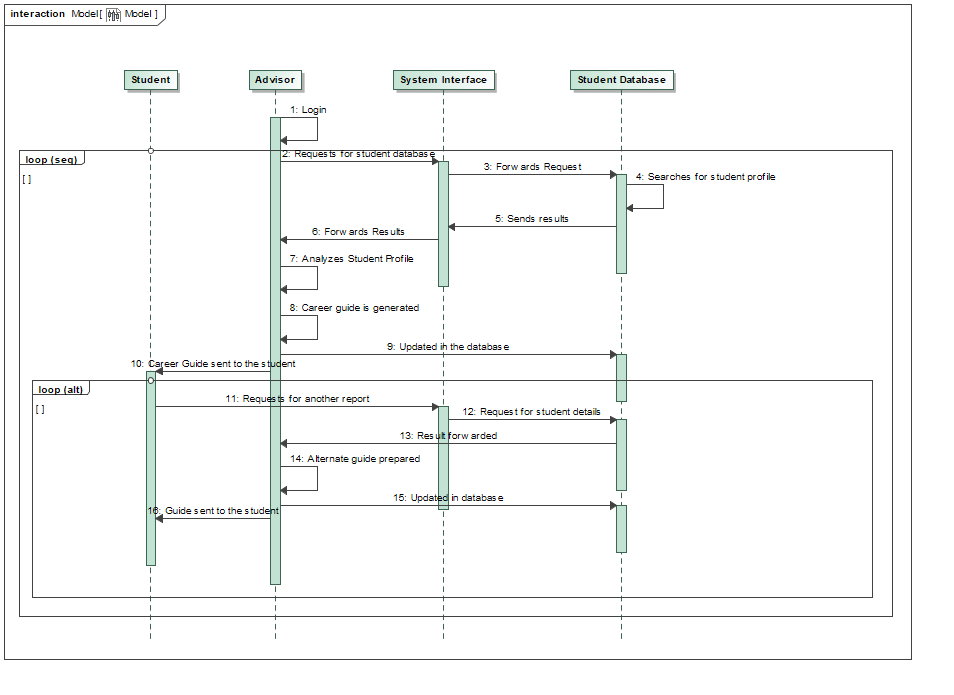 interaction Model[ Model ]
Student
Advisor
System Interface
Student Database
1: Login
loop (seq)
[ ]
2: Requests for student database
3: Forwards Request
4: Searches for student profile
5: Sends results
6: Forwards Results
7: Analyzes Student Profile
8: Career guide is generated
9: Updated in the database
10: Career Guide sent to the student
loop (alt)
[ ]
11: Requests for another report
12: Request for student details
13: Result forwarded
14: Alternate guide prepared
15: Updated in database
16: Guide sent to the student